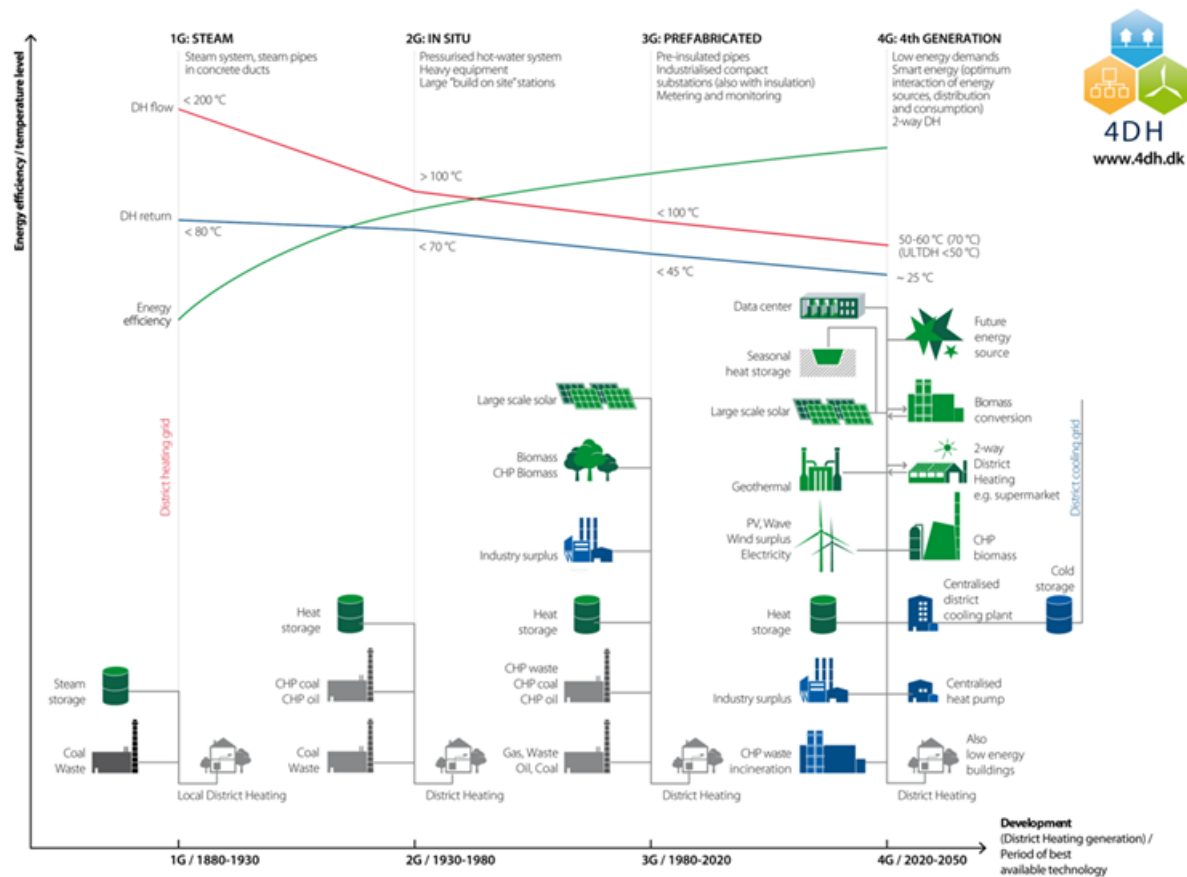 1G: STEAM
Steam system, steam pipes
in concrete ducts
2G: IN SITU
Pressurised hot-water system
Heavy equipment
Large "build on site" stations
3G: PREFABRICATED
Pre-insulated pipes
Industrialised compact
substations (also with insulation)
Metering and monitoring
4G: 4th GENERATION
Low energy demands
Smart energy (optimum
interaction of energy
sources, distribution
and consumption)
2-way DH
4DH
www.4dh.dk
Energy efficiency / temperature level
DH flow
< 200 °C
> 100 °C
< 100 °C
50-60 °C (70 °C)
(ULTDH <50 °C)
DH return
< 80 °C
< 70 °C
< 45 °C
~ 25 °C
Energy
efficiency
District heating grid
Data center
Future
energy
source
Seasonal
heat storage
Large scale solar
Large scale solar
Biomass
conversion
Biomass
CHP Biomass
Geothermal
2-way
District
Heating
e.g. supermarket
District cooling grid
Industry surplus
PV, Wave
Wind surplus
Electricity
CHP
biomass
Heat
storage
Heat
storage
Heat
storage
Centralised
district
cooling plant
Cold
storage
Steam
storage
CHP coal
CHP oil
CHP waste
CHP coal
CHP oil
Industry surplus
Centralised
heat pump
Coal
Waste
Coal
Waste
Gas, Waste
Oil, Coal
CHP waste
incineration
Also
low energy
buildings
Local District Heating
District Heating
District Heating
District Heating
1G / 1880-1930
2G / 1930-1980
3G / 1980-2020
4G / 2020-2050
Development
(District Heating generation) /
Period of best
available technology